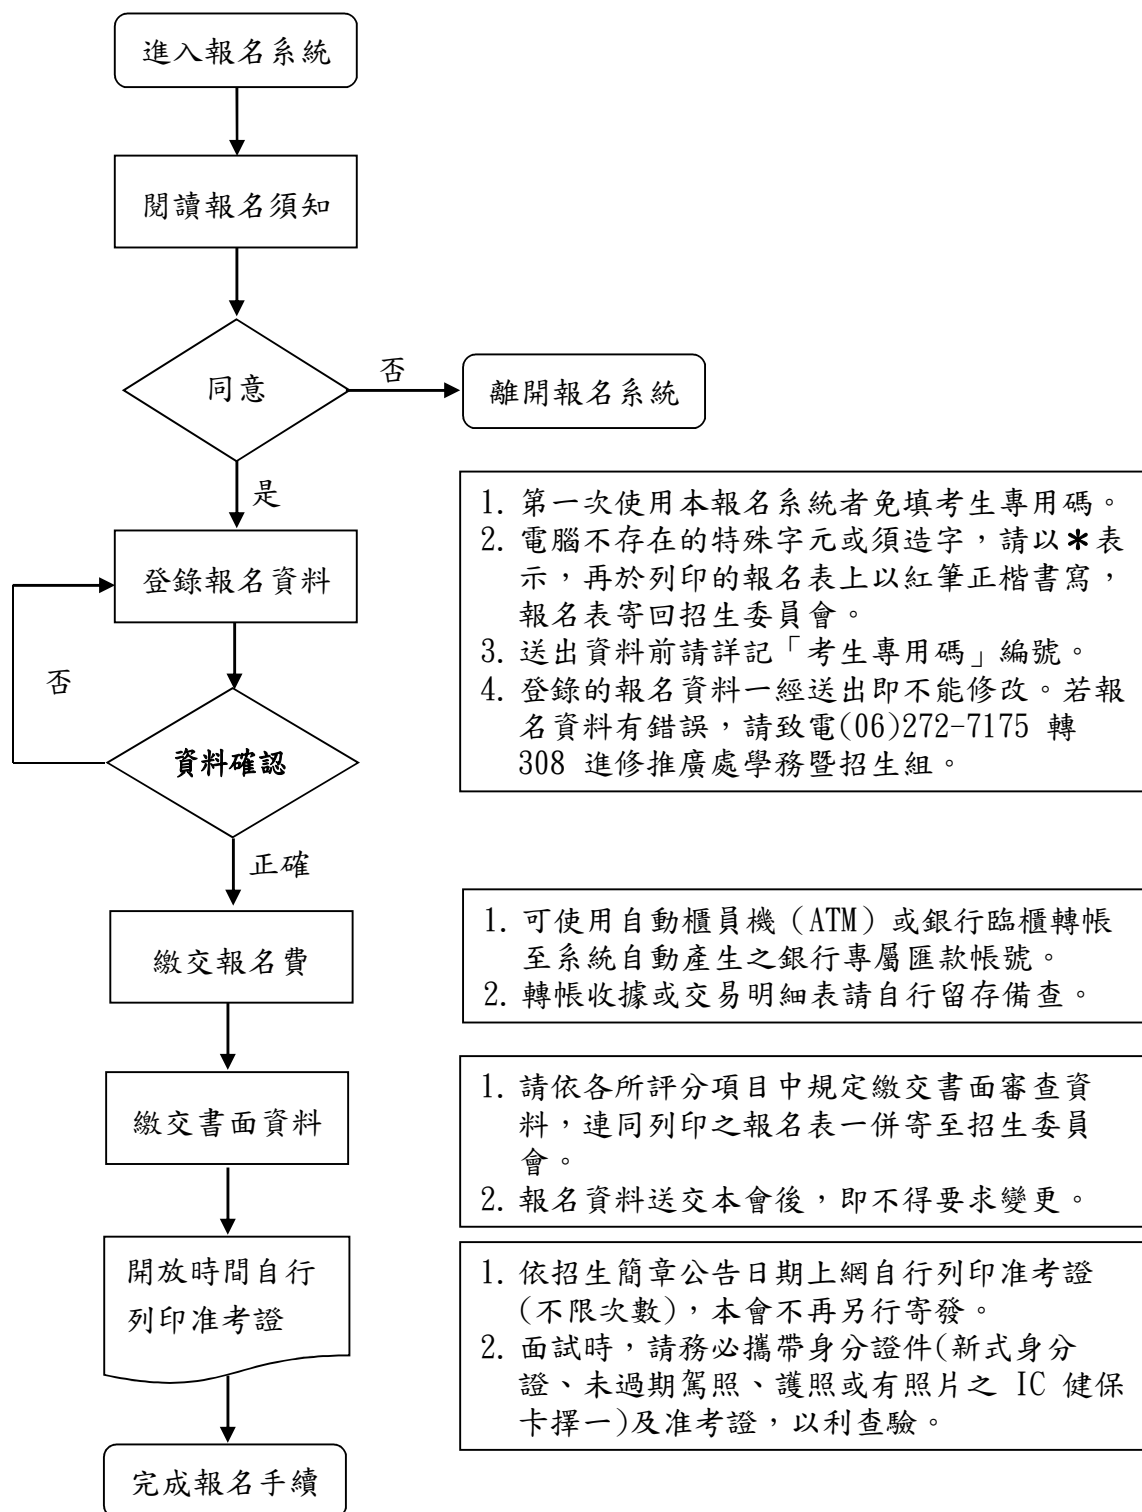 進入報名系統
閱讀報名須知
同意
否
離開報名系統
是
1. 第一次使用本報名系統者免填考生專用碼。
2. 電腦不存在的特殊字元或須造字，請以＊表
示，再於列印的報名表上以紅筆正楷書寫，
報名表寄回招生委員會。
3. 送出資料前請詳記「考生專用碼」編號。
4. 登錄的報名資料一經送出即不能修改。若報
名資料有錯誤，請致電(06)272-7175 轉
308 進修推廣處學務暨招生組。
登錄報名資料
否
資料確認
正確
繳交報名費
1. 可使用自動櫃員機（ATM）或銀行臨櫃轉帳
至系統自動產生之銀行專屬匯款帳號。
2. 轉帳收據或交易明細表請自行留存備查。
繳交書面資料
1. 請依各所評分項目中規定繳交書面審查資
料，連同列印之報名表一併寄至招生委員
會。
2. 報名資料送交本會後，即不得要求變更。
開放時間自行
列印准考證
1. 依招生簡章公告日期上網自行列印准考證
(不限次數)，本會不再另行寄發。
2. 面試時，請務必攜帶身分證件(新式身分
證、未過期駕照、護照或有照片之 IC 健保
卡擇一)及准考證，以利查驗。
完成報名手續